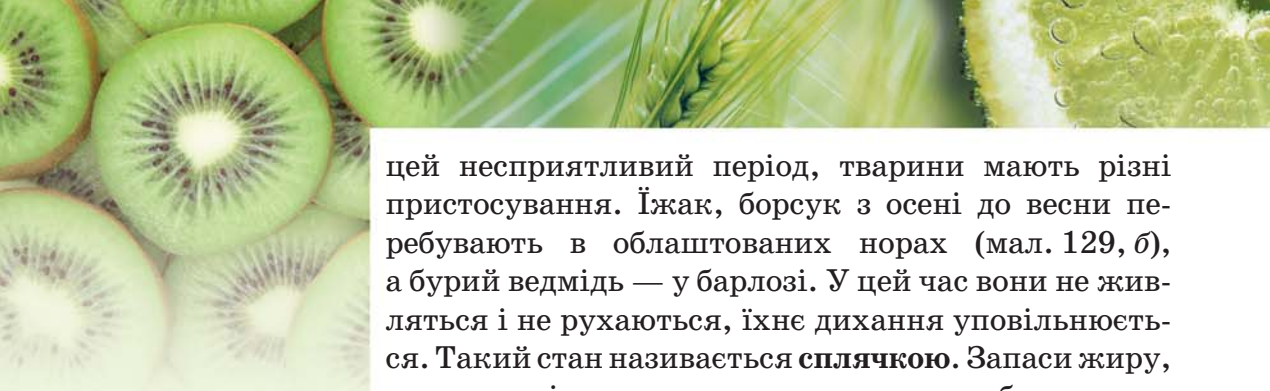 цей несприятливий період, тварини мають різні
пристосування. Їжак, борсук з осені до весни пе-
ребувають в облаштованих норах (мал. 129, б),
а бурий ведмідь — у барлозі. У цей час вони не жив-
ляться і не рухаються, їхнє дихання уповільнюєть-
ся. Такий стан називається сплячкою. Запаси жиру,